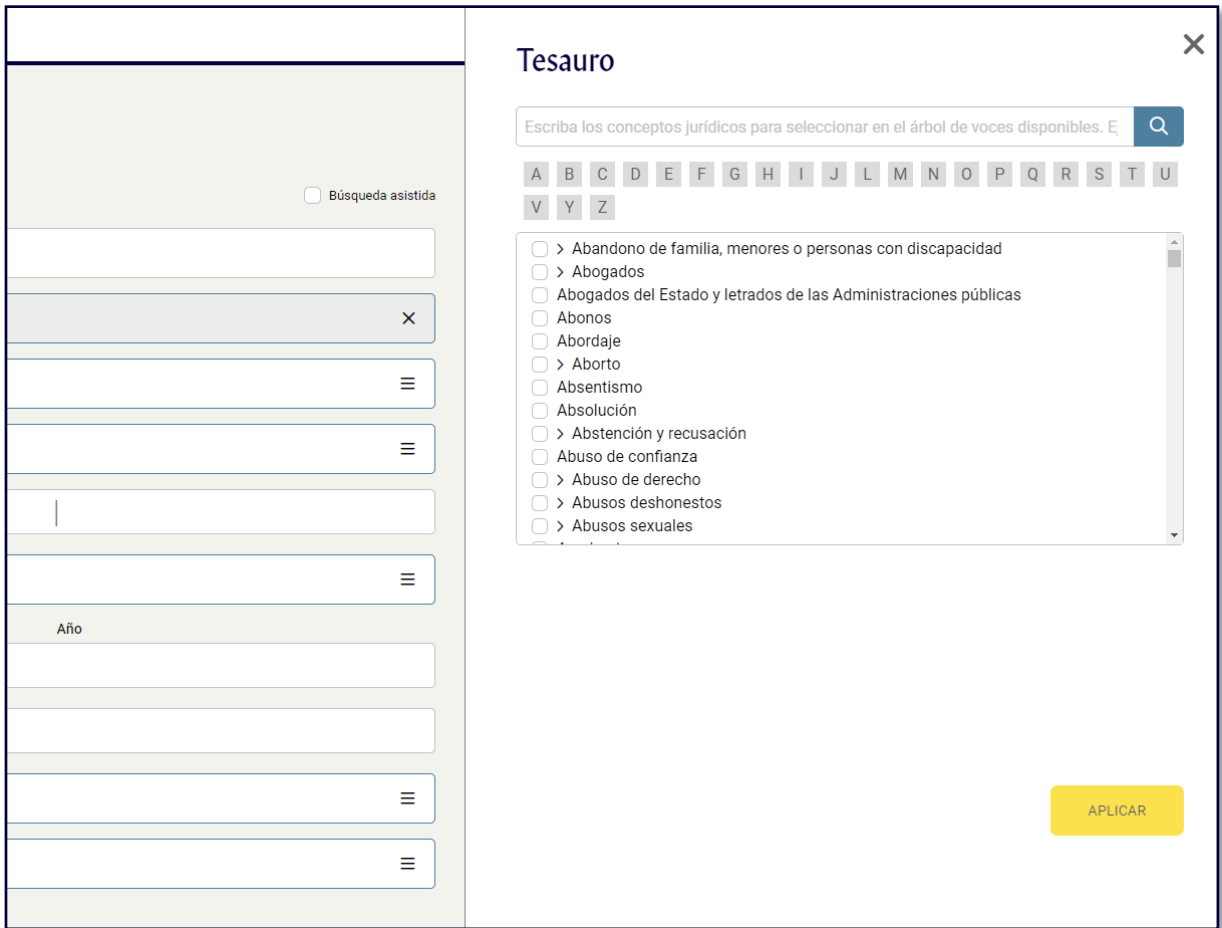 Tesauro
Escriba los conceptos jurídicos para seleccionar en el árbol de voces disponibles.
A B C D E F G H I J L M N O P Q R S T U
V Y Z
Búsqueda asistida
Abandono de familia, menores o personas con discapacidad
Abogados
Abogados del Estado y letrados de las Administraciones públicas
Abonos
Abordaje
Aborto
Absentismo
Absolución
Abstención y recusación
Abuso de confianza
Abuso de derecho
Abusos deshonestos
Abusos sexuales
Año
APLICAR